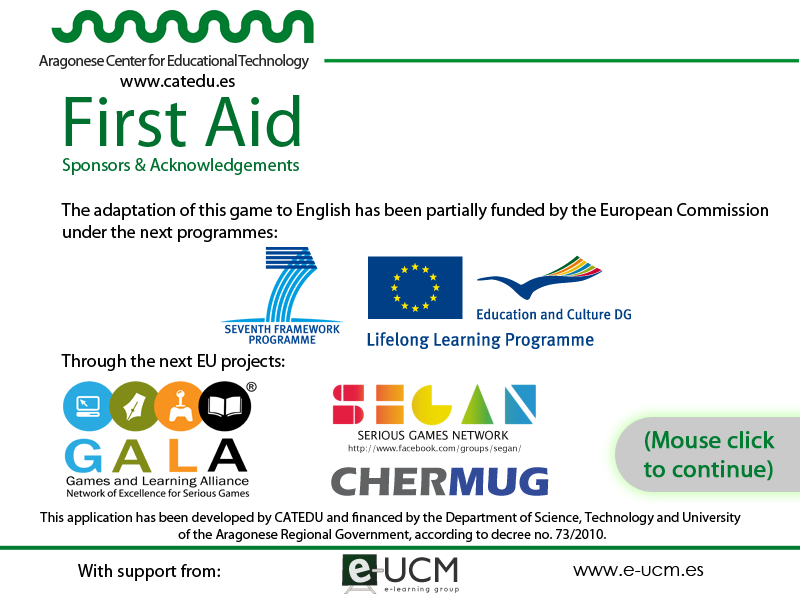 Aragonese Center for Educational Technology
www.catedu.es
First Aid
Sponsors & Acknowledgements
The adaptation of this game to English has been partially funded by the European Commission
under the next programmes:
7
SEVENTH FRAMEWORK
PROGRAMME
Education and Culture DG
Lifelong Learning Programme
Through the next EU projects:
®
GALA
Games and Learning Alliance
Network of Excellence for Serious Games
SEGAN
SERIOUS GAMES NETWORK
http://www.facebook.com/groups/segan/
CHERMUG
(Mouse click
to continue)
This application has been developed by CATEDU and financed by the Department of Science, Technology and University
of the Aragonese Regional Government, according to decree no. 73/2010.
With support from:
e-UCM
e-learning group
www.e-ucm.es